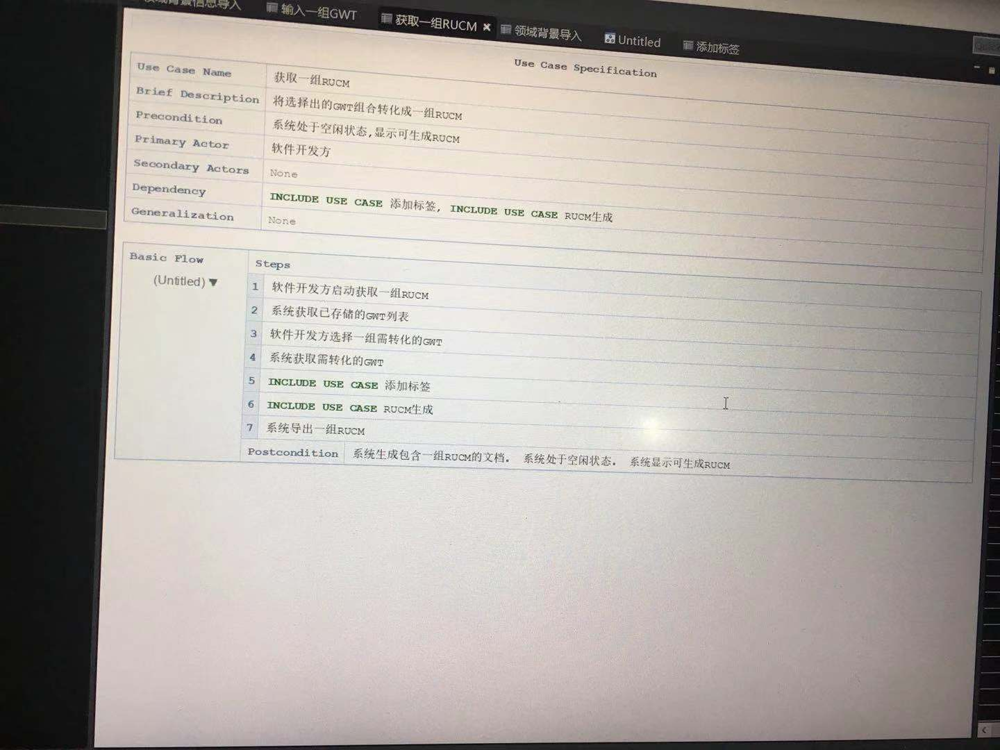 领域背景信息导入 输入一组GWT 获取一组RUCM 领域背景导入 Untitled 添加标签
Use Case Specification
Use Case Name 获取一组RUCM
Brief Description 将选择出的GWT组合转化成一组RUCM
Precondition 系统处于空闲状态,显示可生成RUCM
Primary Actor 软件开发方
Secondary Actors None
Dependency INCLUDE USE CASE 添加标签, INCLUDE USE CASE RUCM生成
Generalization None
Basic Flow Steps
(Untitled)
1 软件开发方启动获取一组RUCM
2 系统获取已存储的GWT列表
3 软件开发方选择一组需转化的GWT
4 系统获取需转化的GWT
5 INCLUDE USE CASE 添加标签
6 INCLUDE USE CASE RUCM生成
7 系统导出一组RUCM
Postcondition 系统生成包含一组RUCM的文档。 系统处于空闲状态。 系统显示可生成RUCM